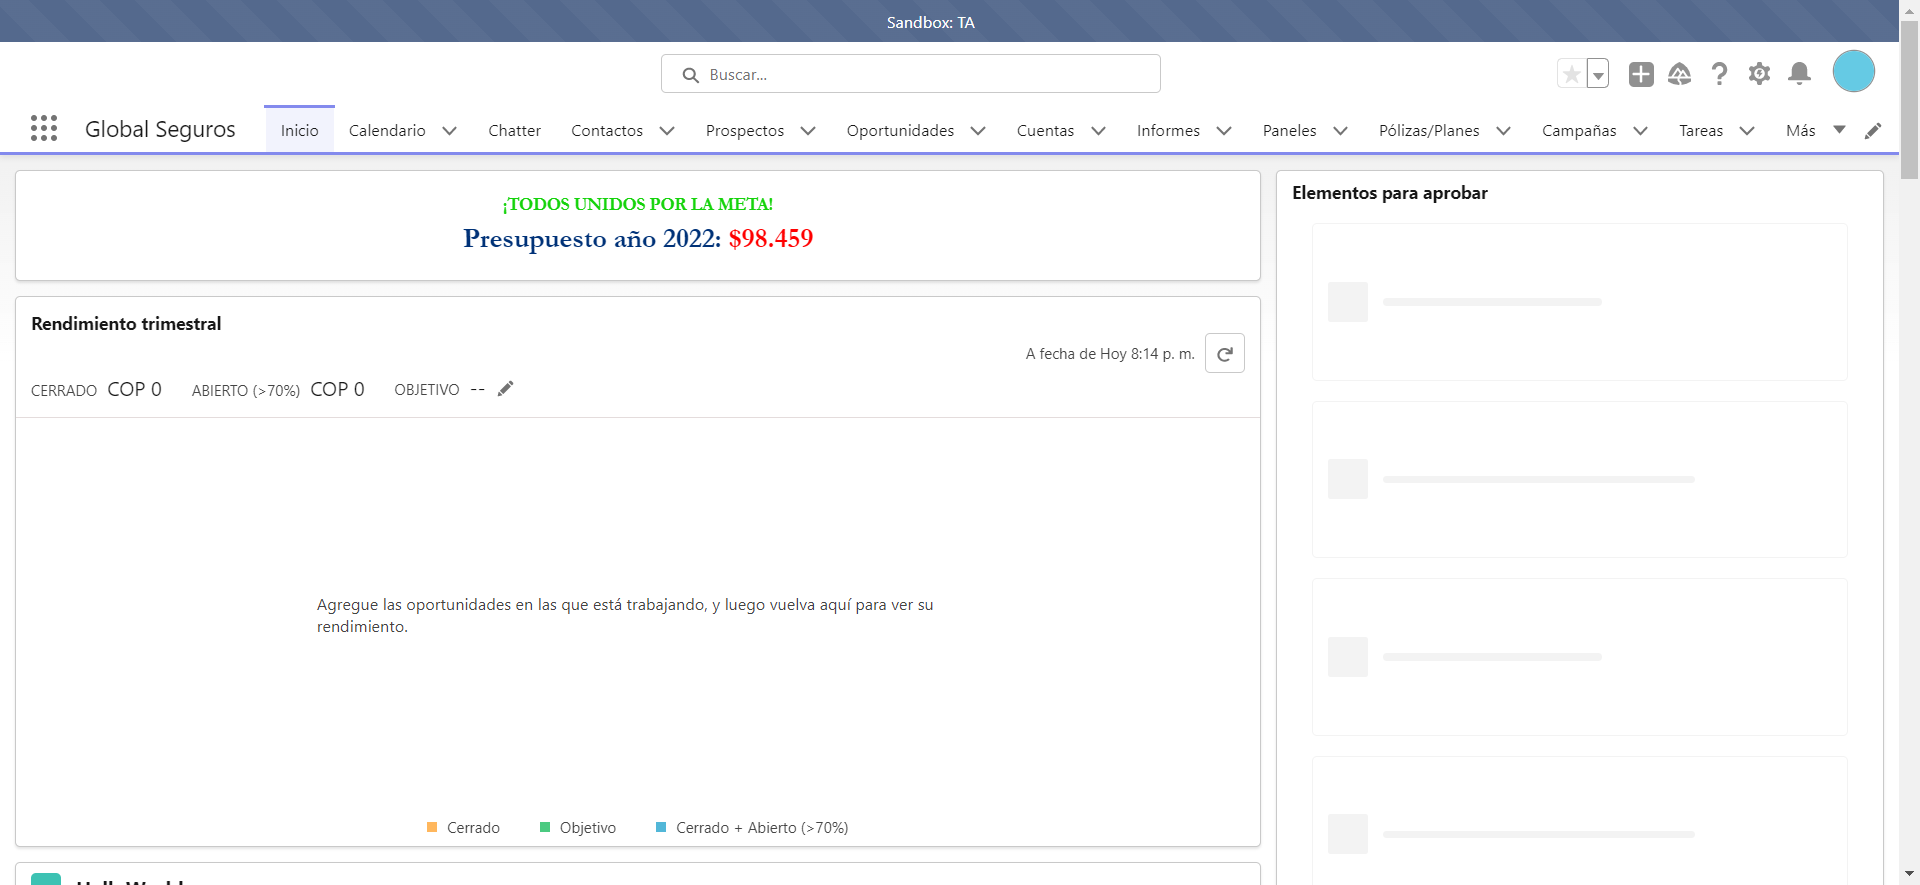 Sandbox: TA
Buscar...
Global Seguros
Inicio
Calendario
Chatter
Contactos
Prospectos
Oportunidades
Cuentas
Informes
Paneles
Pólizas/Planes
Campañas
Tareas
Más
¡TODOS UNIDOS POR LA META!
Presupuesto año 2022: $98.459
Elementos para aprobar
Rendimiento trimestral
A fecha de Hoy 8:14 p. m.
CERRADO COP 0 ABIERTO (>70%) COP 0 OBJETIVO --
Agregue las oportunidades en las que está trabajando, y luego vuelva aquí para ver su
rendimiento.
Cerrado
Objetivo
Cerrado + Abierto (>70%)